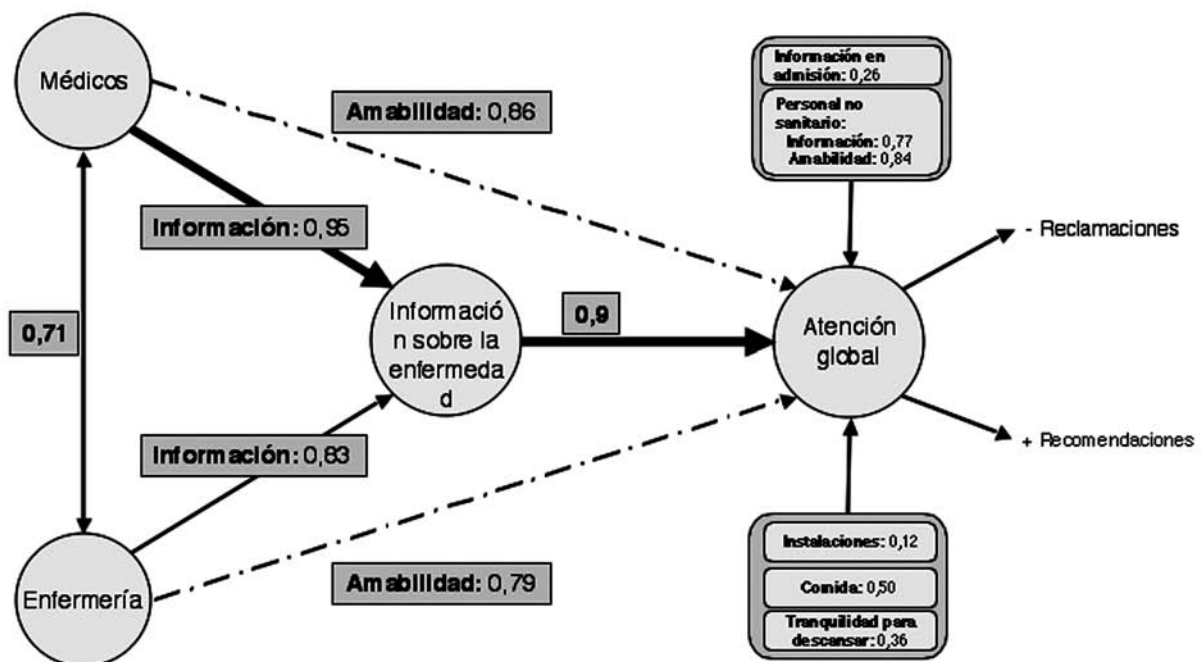 Médicos
Amabilidad: 0,86
Información en
admisión: 0,26
Personal no
sanitario:
Información: 0,77
Amabilidad: 0,84
Información: 0,95
- Reclamaciones
0,71
Informació
n sobre la
enfermeda
d
0,9
Atención
global
Información: 0,83
+ Recomendaciones
Enfermería
Amabilidad: 0,79
Instalaciones: 0,12
Comida: 0,50
Tranquilidad para
descansar: 0,36